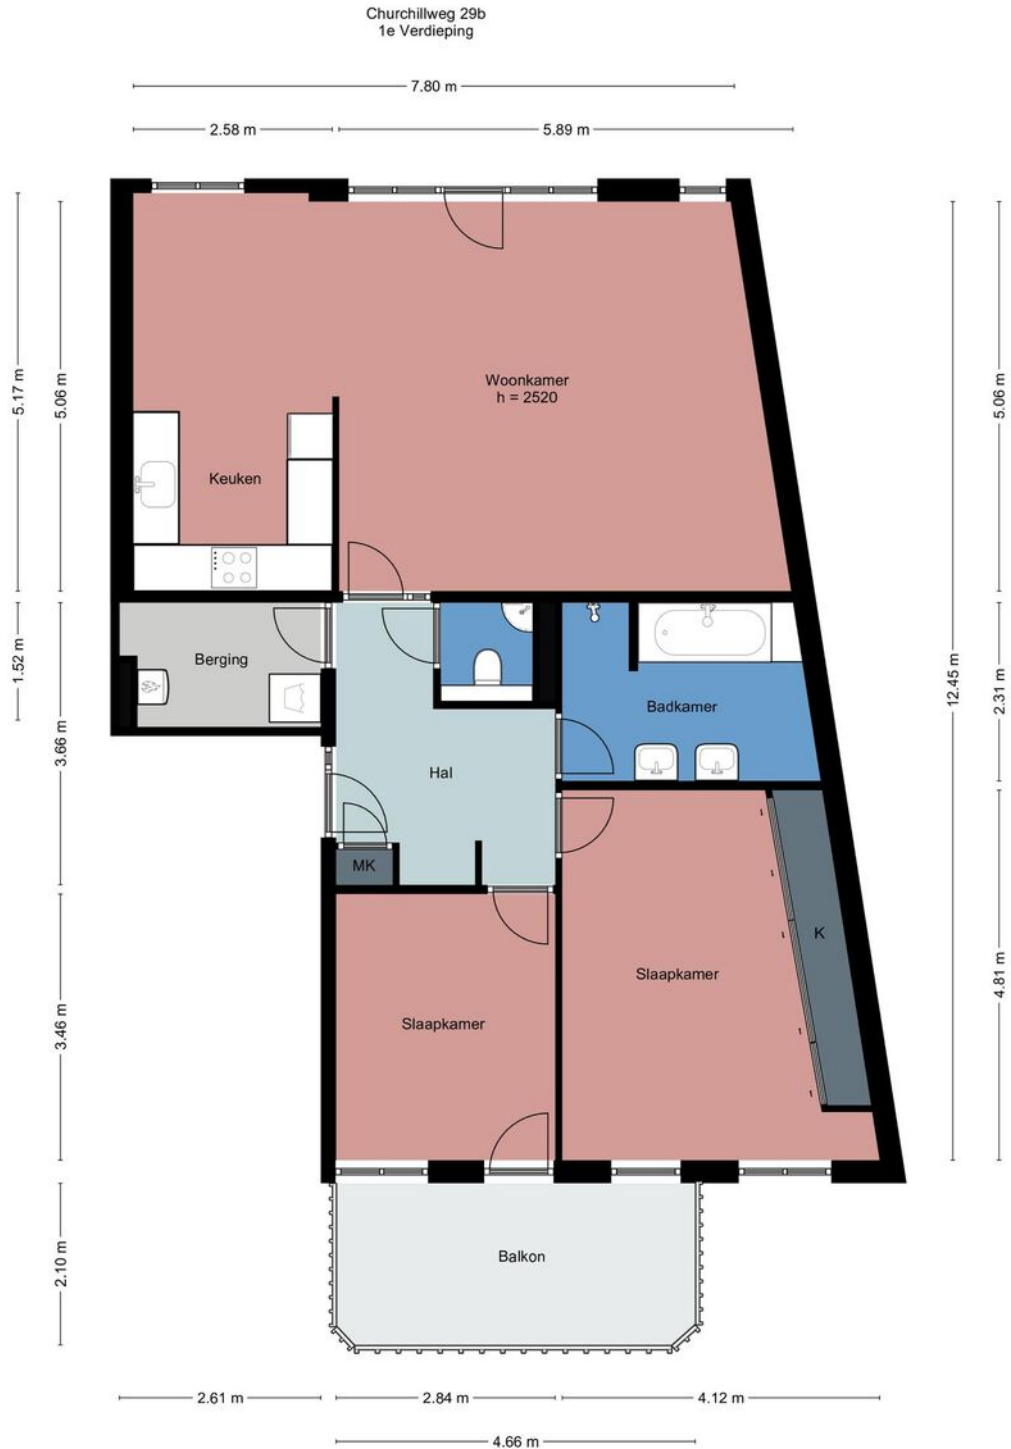 Churchillweg 29b
1e Verdieping
7.80 m
2.58 m
5.89 m
5.17 m
5.06 m
Woonkamer
h = 2520
5.06 m
Keuken
1.52 m
Berging
3.66 m
Badkamer
12.45 m
2.31 m
Hal
MK
K
4.81 m
Slaapkamer
3.46 m
Slaapkamer
2.10 m
Balkon
2.61 m
2.84 m
4.12 m
4.66 m